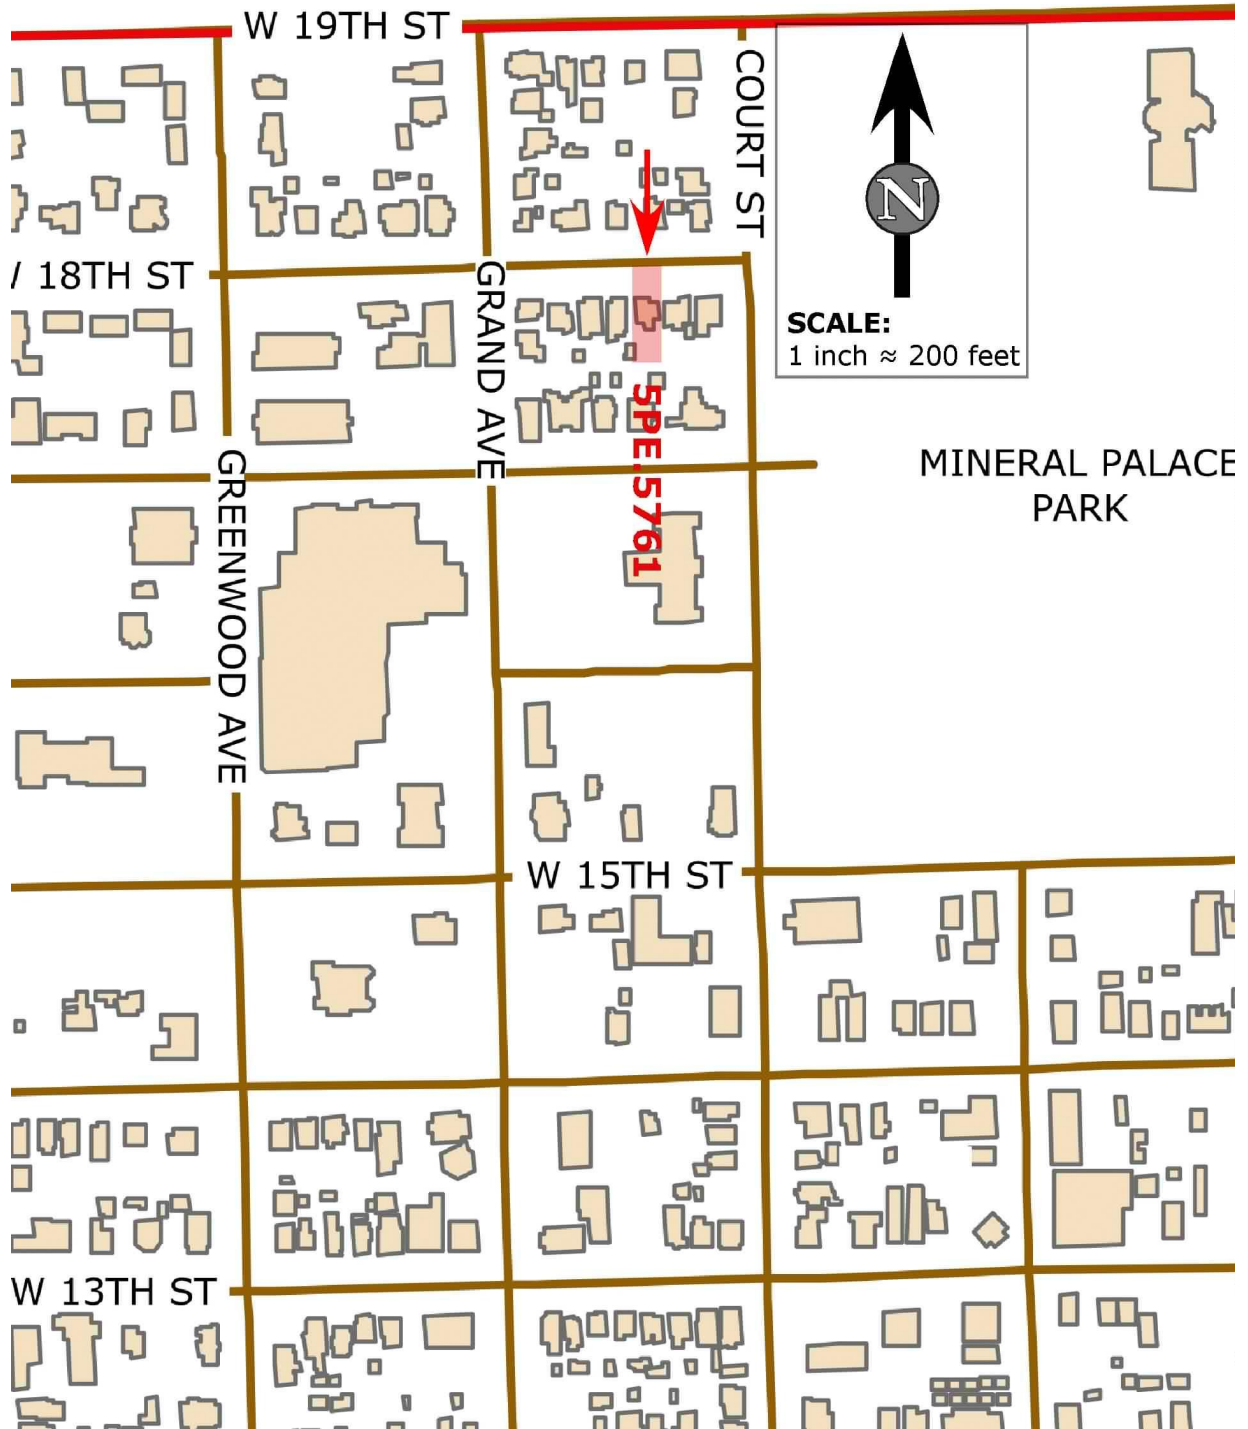 W 19TH ST
COURT ST
N
W 18TH ST
GRAND AVE
SCALE:
1 inch ≈ 200 feet
5PE.5761
GREENWOOD AVE
MINERAL PALACE
PARK
W 15TH ST
W 13TH ST